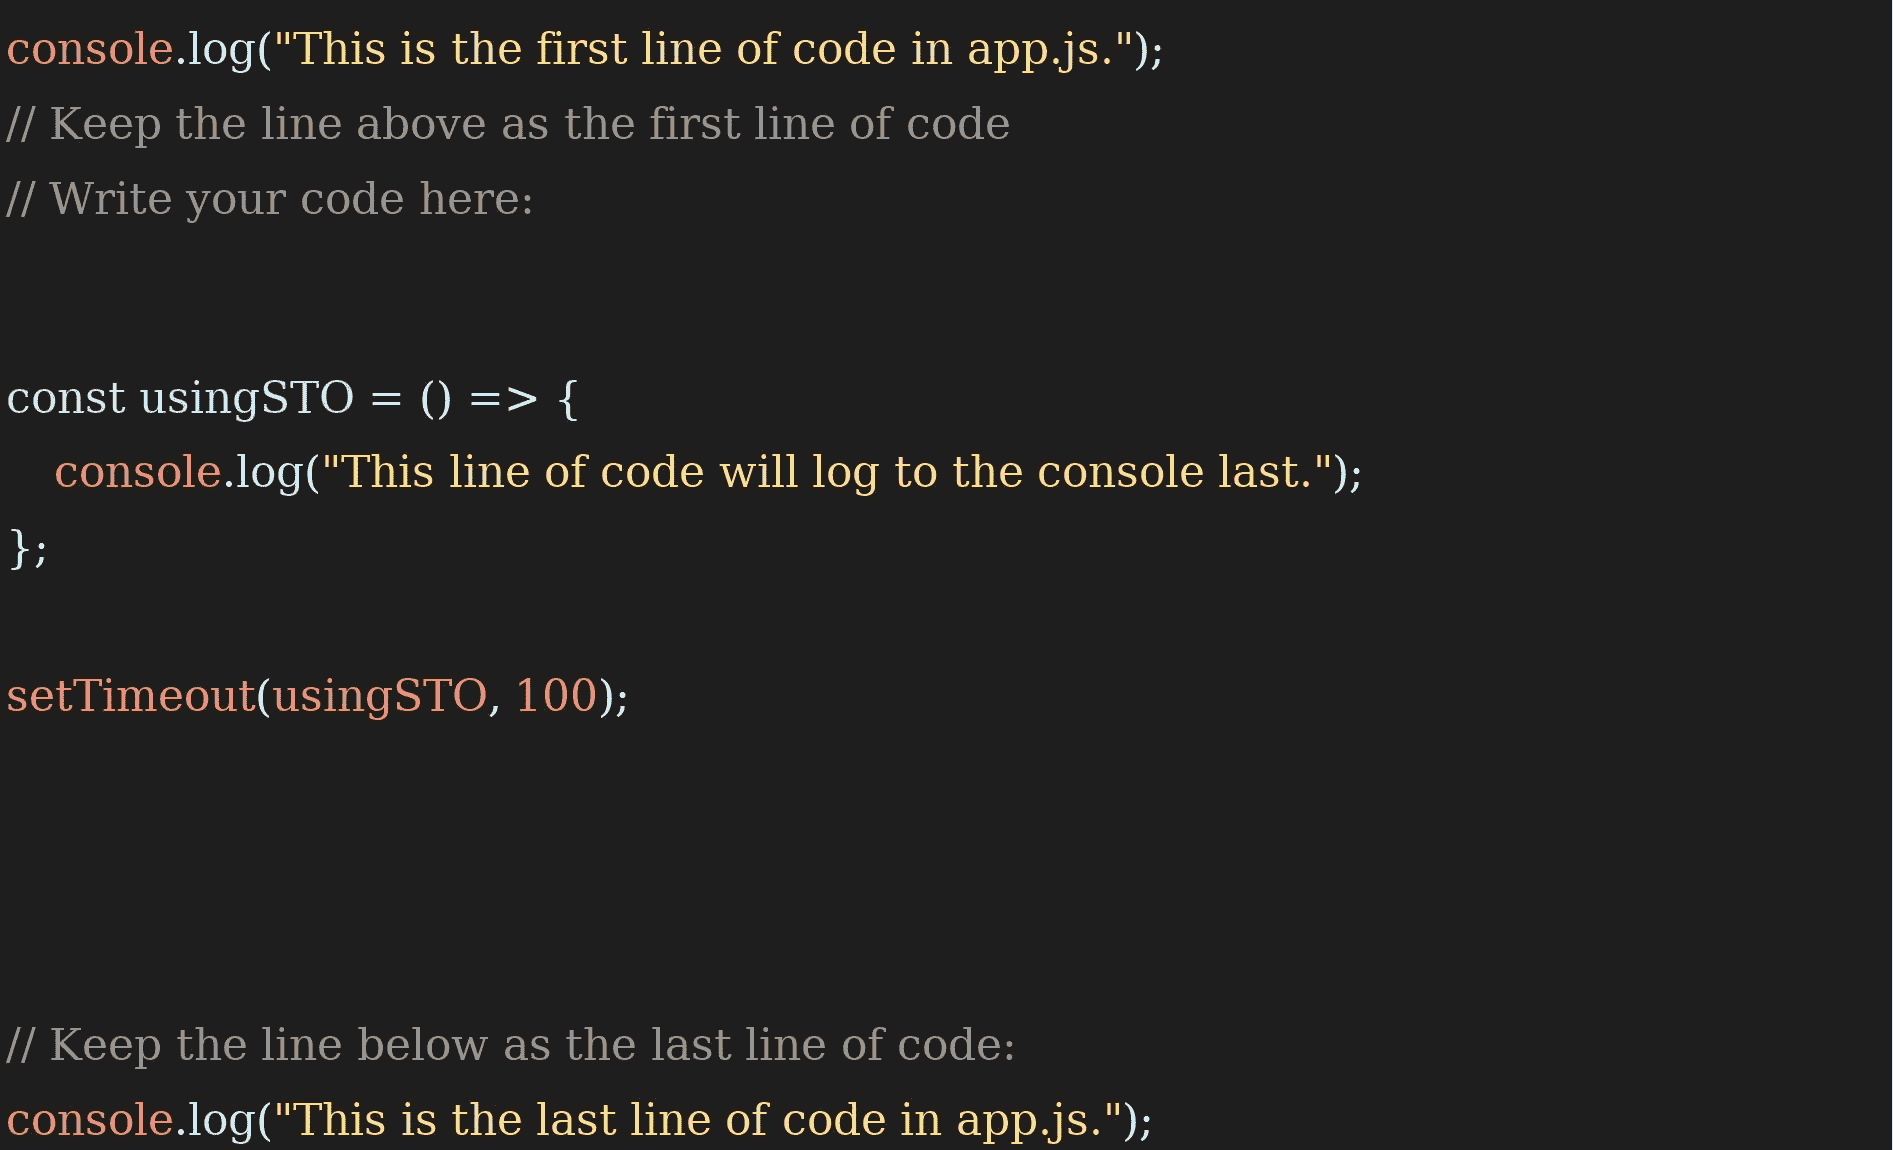 console.log("This is the first line of code in app.js.");
// Keep the line above as the first line of code
// Write your code here:
const usingSTO = () => {
console.log("This line of code will log to the console last.");
};
setTimeout(usingSTO, 100);
// Keep the line below as the last line of code:
console.log("This is the last line of code in app.js.");